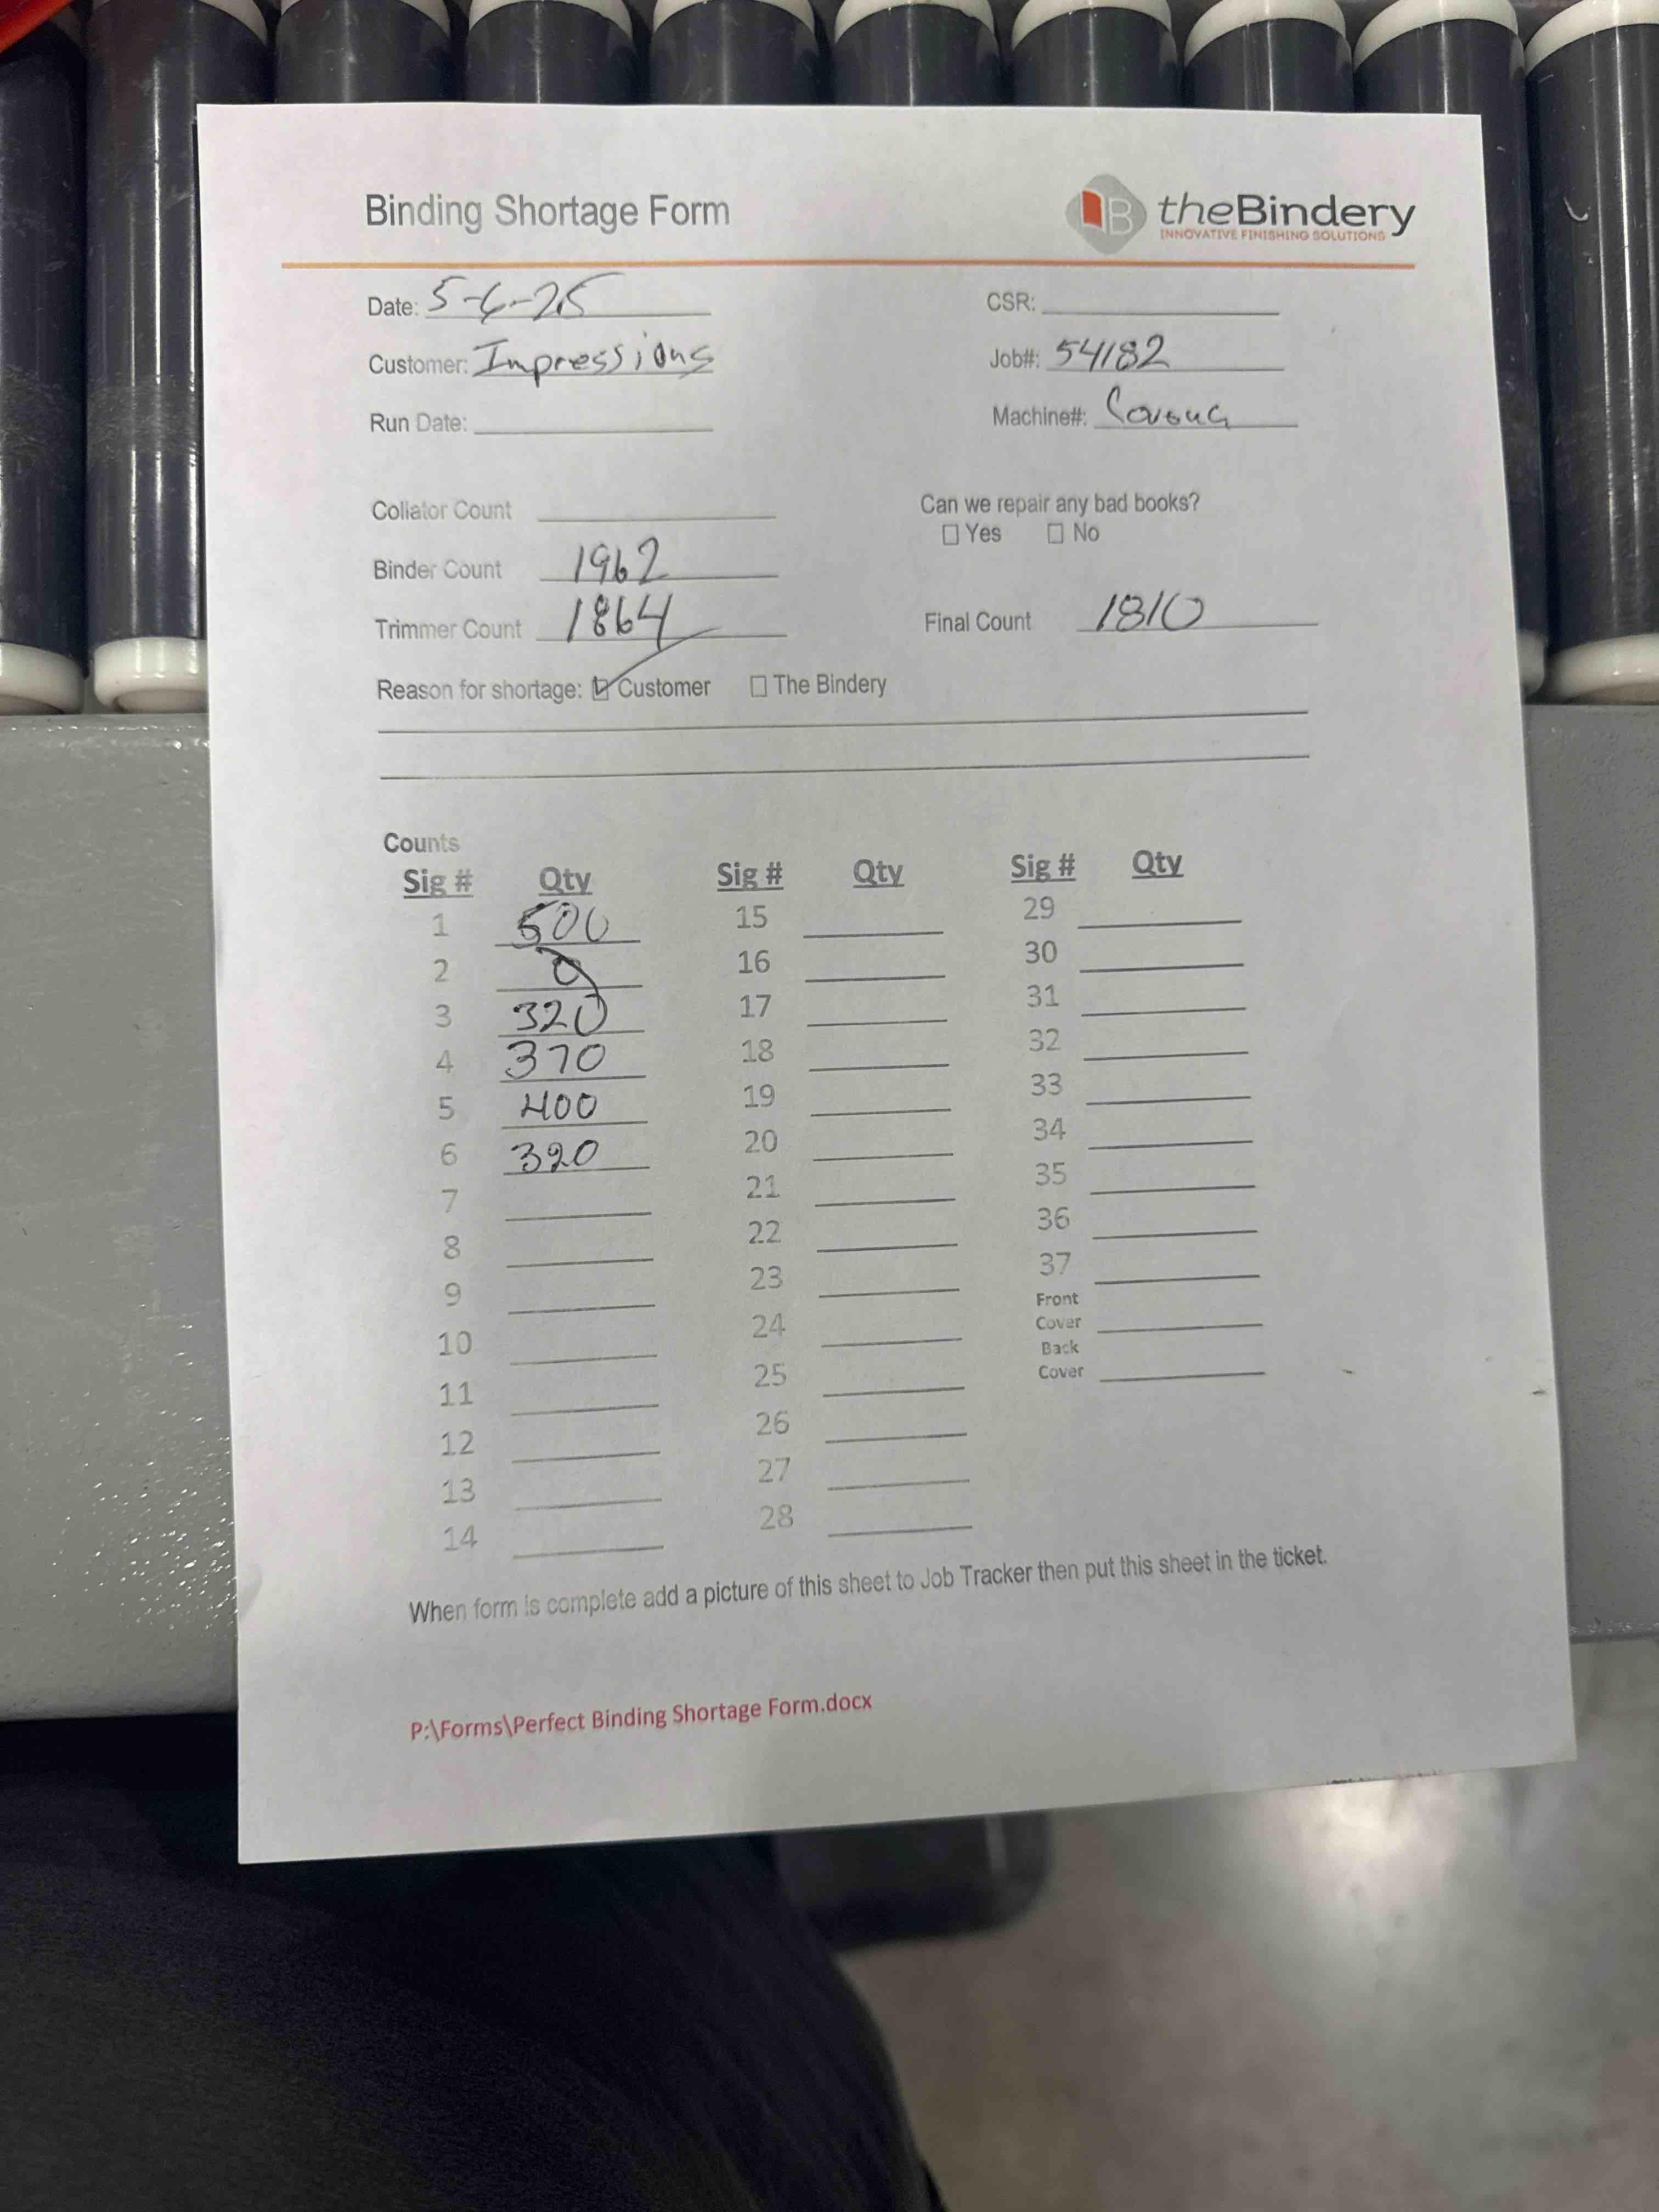 Binding Shortage Form
theBindery
INNOVATIVE FINISHING SOLUTIONS
Date: 5-6-25 CSR:
Customer: Impressions Job#: 54182
Run Date: Machine#:
Collator Count Can we repair any bad books?
☐ Yes ☐ No
Binder Count 1962
Trimmer Count 1864 Final Count 1810
Reason for shortage: ☑ Customer ☐ The Bindery
Counts
Sig # Qty Sig # Qty Sig # Qty
1 500 15 29
2 0 16 30
3 320 17 31
4 370 18 32
5 400 19 33
6 320 20 34
7 21 35
8 22 36
9 23 37
10 24 Front Cover
11 25 Back Cover
12 26
13 27
14 28
When form is complete add a picture of this sheet to Job Tracker then put this sheet in the ticket.
P:\Forms\Perfect Binding Shortage Form.docx